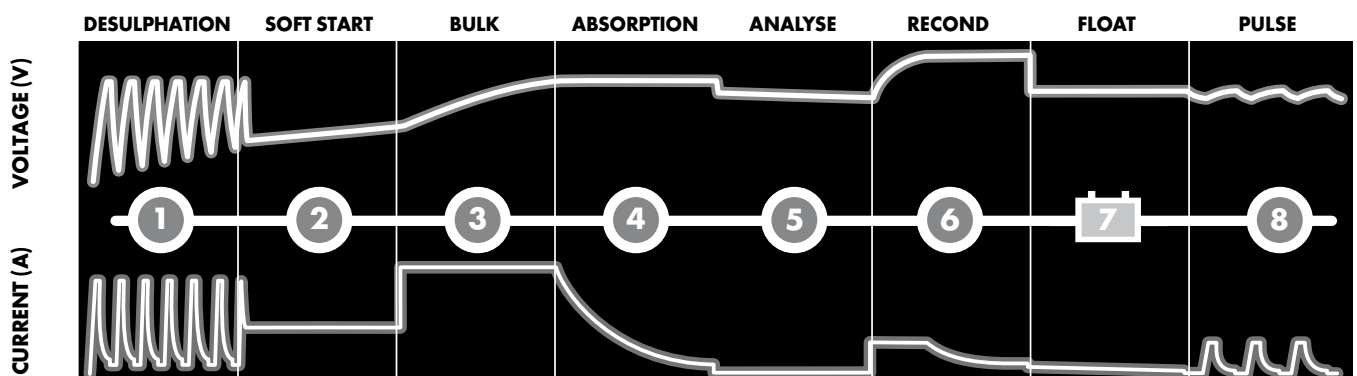 DESULPHATION SOFT START BULK ABSORPTION ANALYSE RECOND FLOAT PULSE
VOLTAGE (V)
1 2 3 4 5 6 7 8
CURRENT (A)